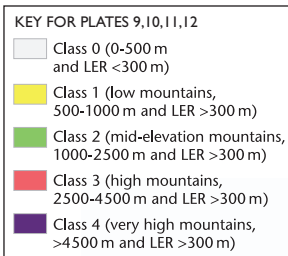 KEY FOR PLATES 9,10,11,12
Class 0 (0-500 m
and LER <300 m)
Class 1 (low mountains,
500-1000 m and LER >300 m)
Class 2 (mid-elevation mountains,
1000-2500 m and LER >300 m)
Class 3 (high mountains,
2500-4500 m and LER >300 m)
Class 4 (very high mountains,
>4500 m and LER >300 m)